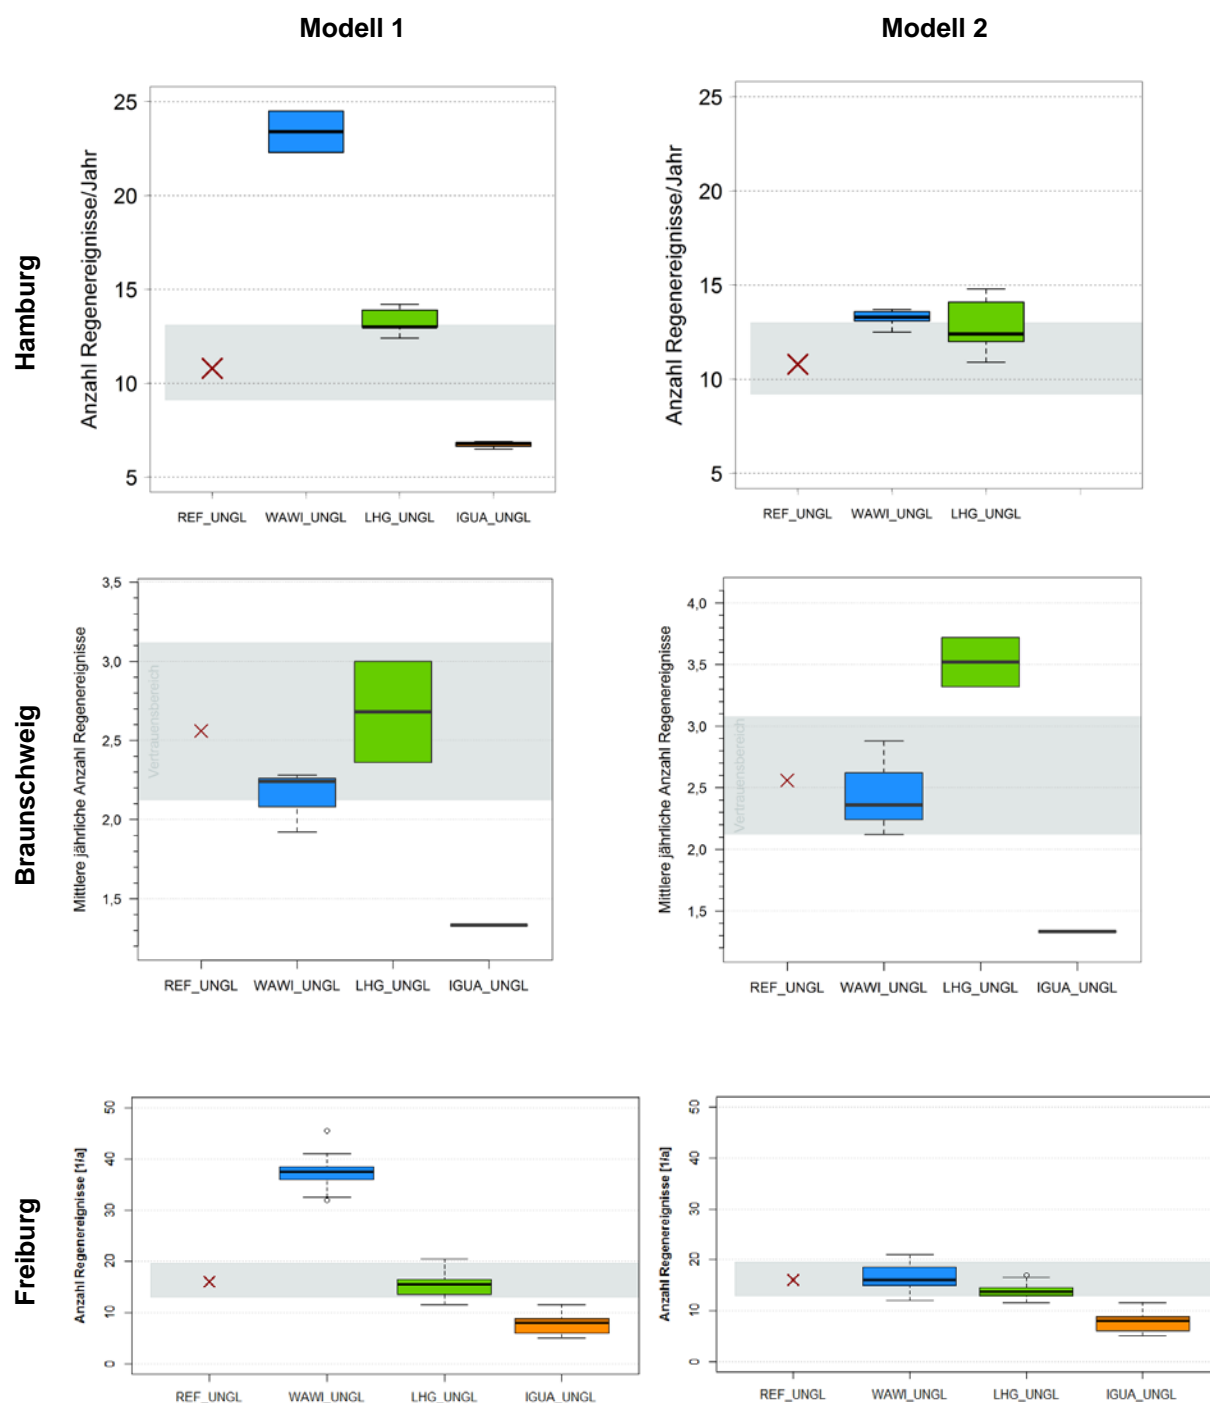 Modell 1
Modell 2
Hamburg
Anzahl Regenereignisse/Jahr
25
20
15
10
5
REF_UNGL WAWI_UNGL LHG_UNGL IGUA_UNGL
Anzahl Regenereignisse/Jahr
25
20
15
10
5
REF_UNGL WAWI_UNGL LHG_UNGL
Braunschweig
Mittlere jährliche Anzahl Regenereignisse
3,5
3,0
2,5
2,0
1,5
Vertrauensbereich
REF_UNGL WAWI_UNGL LHG_UNGL IGUA_UNGL
Mittlere jährliche Anzahl Regenereignisse
4,0
3,5
3,0
2,5
2,0
1,5
Vertrauensbereich
REF_UNGL WAWI_UNGL LHG_UNGL IGUA_UNGL
Freiburg
Anzahl Regenereignisse [1/a]
50
40
30
20
10
0
REF_UNGL WAWI_UNGL LHG_UNGL IGUA_UNGL
Anzahl Regenereignisse [1/a]
50
40
30
20
10
0
REF_UNGL WAWI_UNGL LHG_UNGL IGUA_UNGL